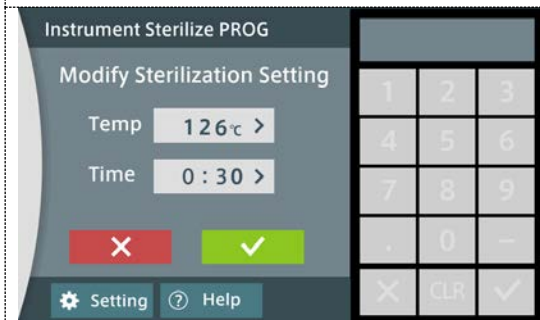 Instrument Sterilize PROG
Modify Sterilization Setting
Temp 126℃ >
Time 0:30 >
Setting ? Help
1 2 3
4 5 6
7 8 9
. 0 -
X CLR